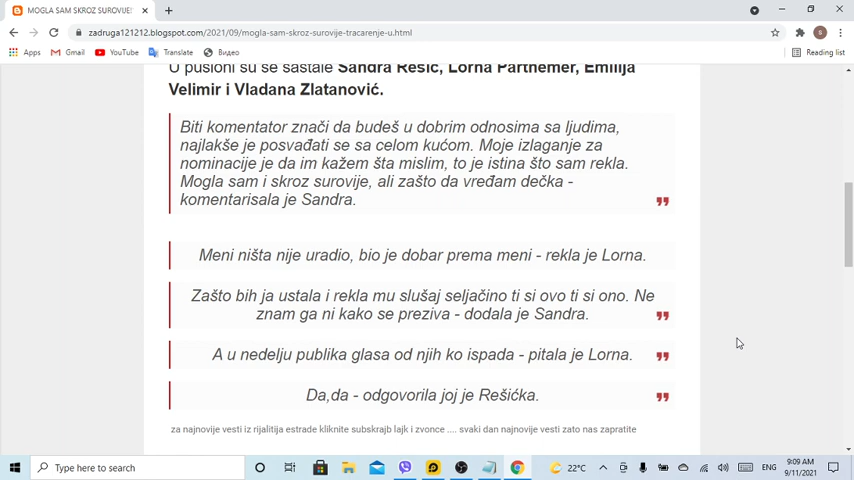 MOGLA SAM SKROZ SUROVIJE! TR
zadruga121212.blogspot.com/2021/09/mogla-sam-skroz-surovije-tracarenje-u.html
Apps Gmail YouTube Translate Видео Reading list
U pušioni su se sastale Sandra Rešić, Lorna Parthemer, Emilija
Velimir i Vladana Zlatanović.
Biti komentator znači da budeš u dobrim odnosima sa ljudima,
najlakše je posvađati se sa celom kućom. Moje izlaganje za
nominacije je da im kažem šta mislim, to je istina što sam rekla.
Mogla sam i skroz surovije, ali zašto da vređam dečka -
komentarisala je Sandra.
Meni ništa nije uradio, bio je dobar prema meni - rekla je Lorna.
Zašto bih ja ustala i rekla mu slušaj seljačino ti si ovo ti si ono. Ne
znam ga ni kako se preziva - dodala je Sandra.
A u nedelju publika glasa od njih ko ispada - pitala je Lorna.
Da,da - odgovorila joj je Rešićka.
za najnovije vesti iz rijalitija estrade kliknite subskrajb lajk i zvonce .... svaki dan najnovije vesti zato nas zapratite
Type here to search 22°C ENG 9:09 AM
9/11/2021